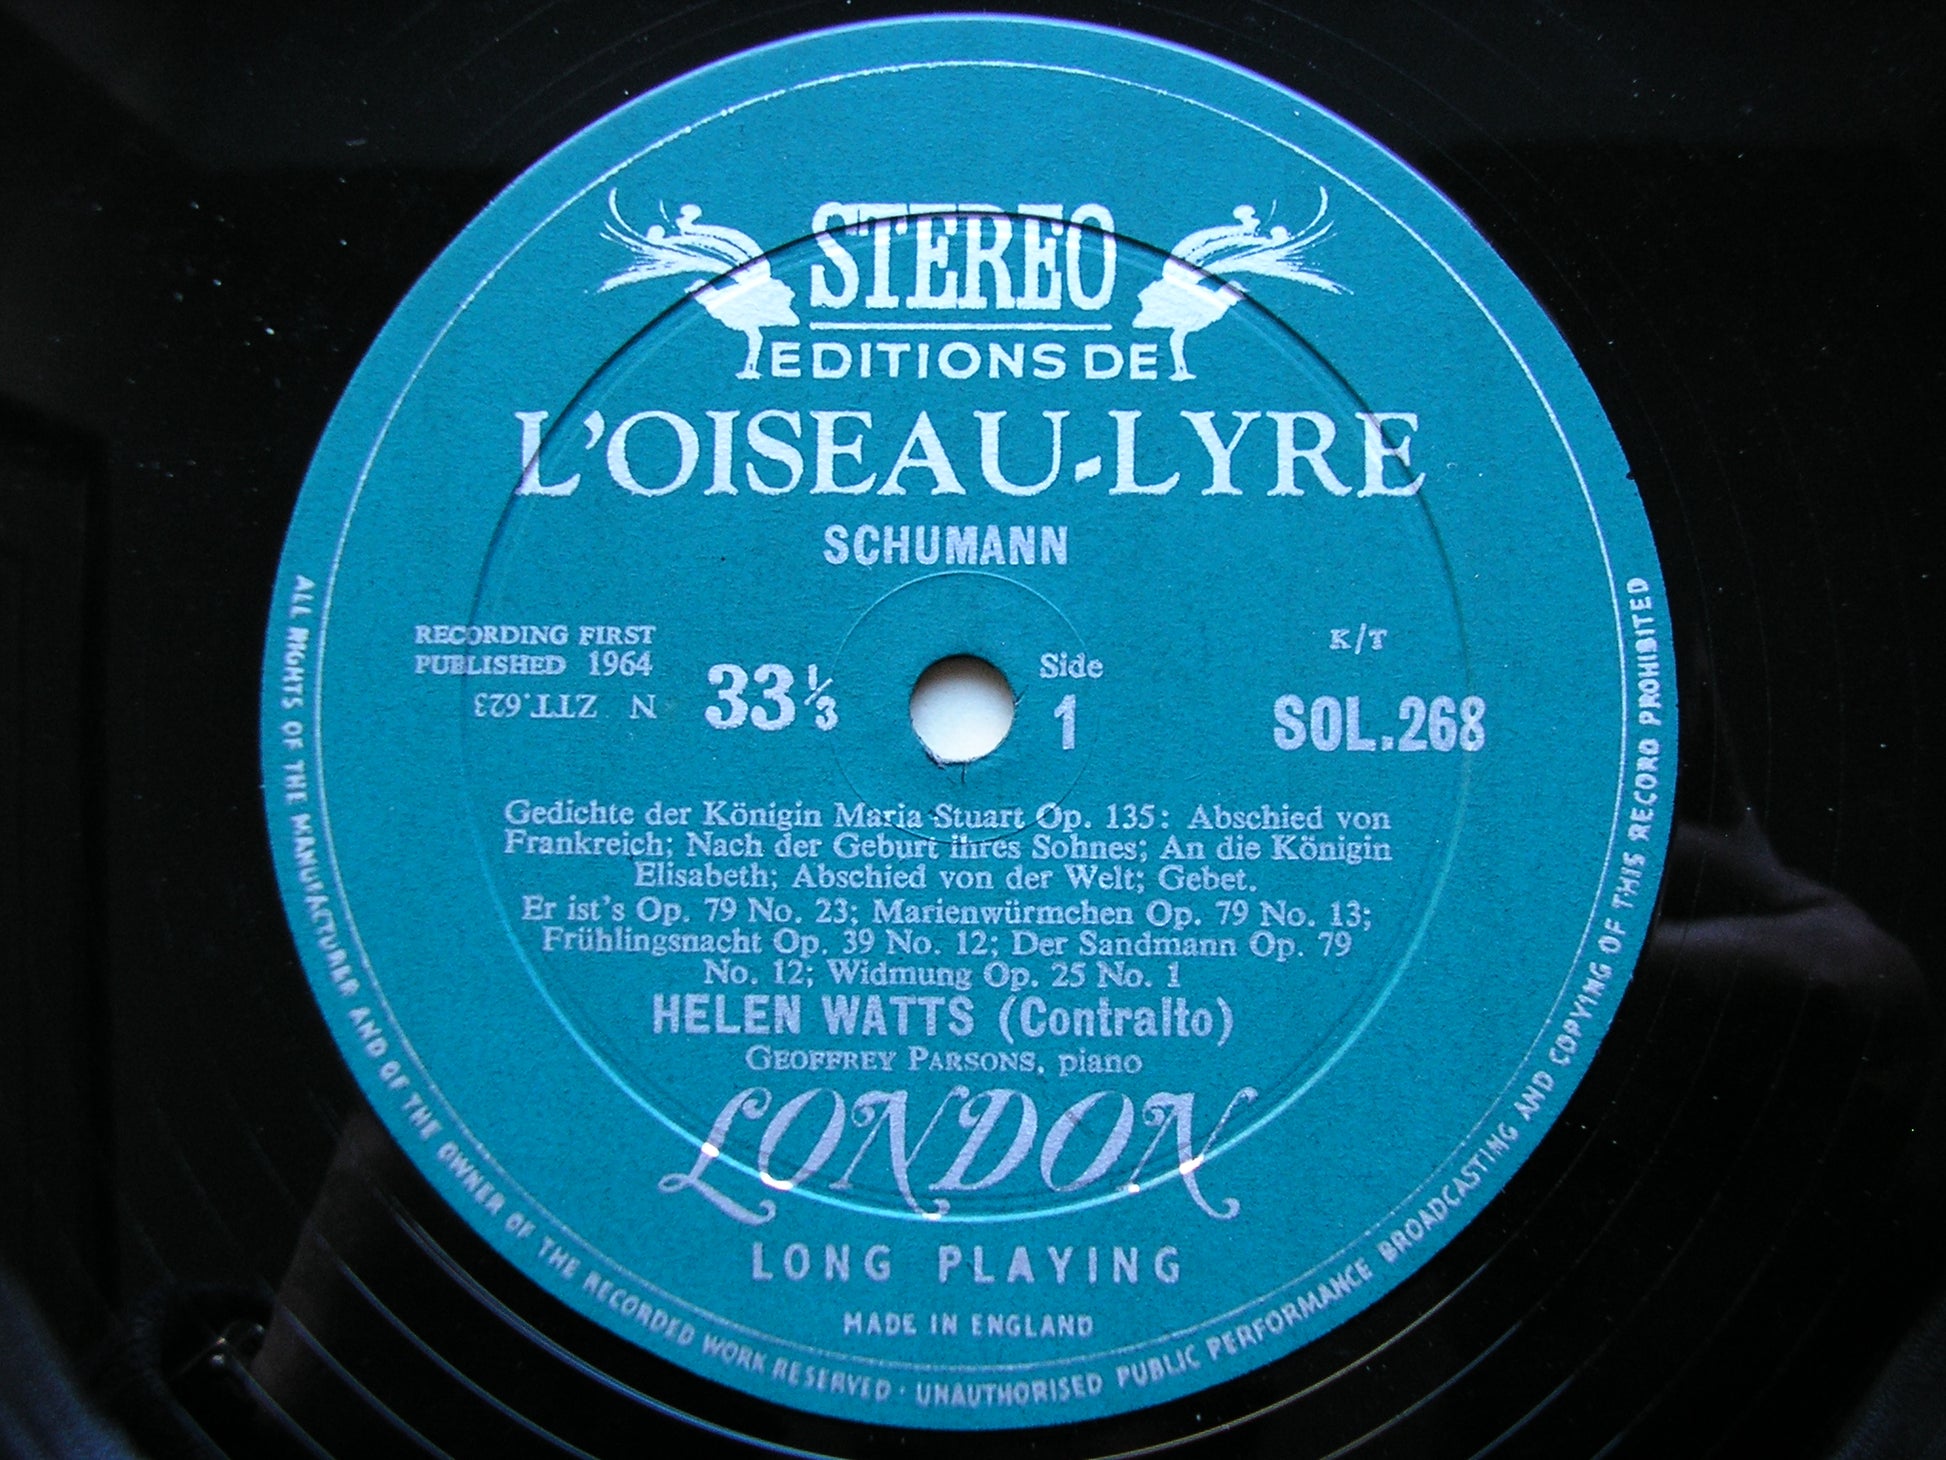 STEREO
EDITIONS DE
L'OISEAU-LYRE
SCHUMANN
RECORDING FIRST
PUBLISHED 1964
ZTT.623 N
33⅓
Side
1
K/T
SOL.268
Gedichte der Königin Maria Stuart Op. 135: Abschied von
Frankreich; Nach der Geburt ihres Sohnes; An die Königin
Elisabeth; Abschied von der Welt; Gebet.
Er ist's Op. 79 No. 23; Marienwürmchen Op. 79 No. 13;
Frühlingsnacht Op. 39 No. 12; Der Sandmann Op. 79
No. 12; Widmung Op. 25 No. 1
HELEN WATTS (Contralto)
GEOFFREY PARSONS, piano
LONDON
LONG PLAYING
MADE IN ENGLAND
ALL RIGHTS OF THE MANUFACTURER AND OF THE OWNER OF THE RECORDED WORK RESERVED · UNAUTHORISED PUBLIC PERFORMANCE BROADCASTING AND COPYING OF THIS RECORD PROHIBITED